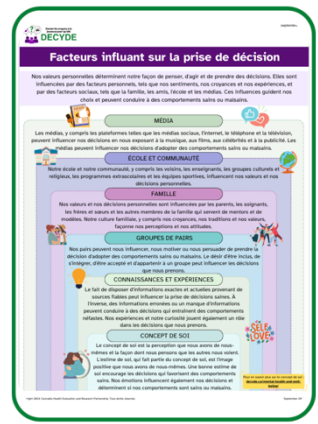 DECYDE
Facteurs influant sur la prise de décision
Nos valeurs personnelles déterminent notre façon de penser, d'agir et de prendre des décisions. Elles sont
influencées par des facteurs personnels, tels que nos sentiments, nos croyances et nos expériences, et
par des facteurs sociaux, tels que la famille, les amis, l'école et les médias. Ces influences guident nos
choix et peuvent conduire à des comportements sains ou malsains.
MÉDIA
Les médias, y compris les plateformes telles que les médias sociaux, l'Internet, le téléphone et la télévision,
peuvent influencer nos décisions en nous exposant à la musique, aux films, aux célébrités et à la publicité. Les
médias peuvent influencer nos décisions d'adopter des comportements sains ou malsains.
ÉCOLE ET COMMUNAUTÉ
Notre école et notre communauté, y compris les voisins, les enseignants, les groupes culturels et
religieux, les programmes extrascolaires et les équipes sportives, influencent nos valeurs et nos
décisions personnelles.
FAMILLE
Nos valeurs et nos décisions personnelles sont influencées par les parents, les soignants,
les frères et sœurs et les autres membres de la famille qui servent de mentors et de
modèles. Notre culture familiale, y compris nos croyances, nos traditions et nos valeurs,
façonne nos perceptions et nos attitudes.
GROUPES DE PAIRS
Nos pairs peuvent nous influencer, nous motiver ou nous persuader de prendre la
décision d'adopter des comportements sains ou malsains. Le désir d'être inclus, de
s'intégrer, d'être accepté et d'appartenir à un groupe peut influencer les décisions
que nous prenons.
CONNAISSANCES ET EXPÉRIENCES
Le fait de disposer d'informations exactes et actuelles provenant de
sources fiables peut influencer la prise de décisions saines. À
l'inverse, des informations erronées ou un manque d'informations
peuvent conduire à des décisions qui entraînent des comportements
néfastes. Nos expériences et notre curiosité jouent également un rôle
dans les décisions que nous prenons.
CONCEPT DE SOI
Le concept de soi est la perception que nous avons de nous-
mêmes et la façon dont nous pensons que les autres nous voient.
L'estime de soi, qui fait partie du concept de soi, est l'image
positive que nous avons de nous-mêmes. Une bonne estime de
soi encourage les décisions qui favorisent des comportements
sains. Nos émotions influencent également nos décisions et
déterminent si nos comportements sont sains ou malsains.
SELF
LOVE